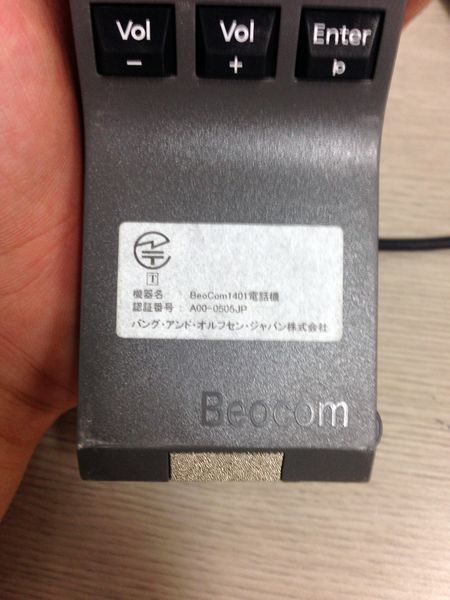 Vol Vol Enter
− + þ
T
機器名 : BeoCom1401電話機
認証番号 : A00-0505JP
バング・アンド・オルフセン・ジャパン株式会社
Beocom